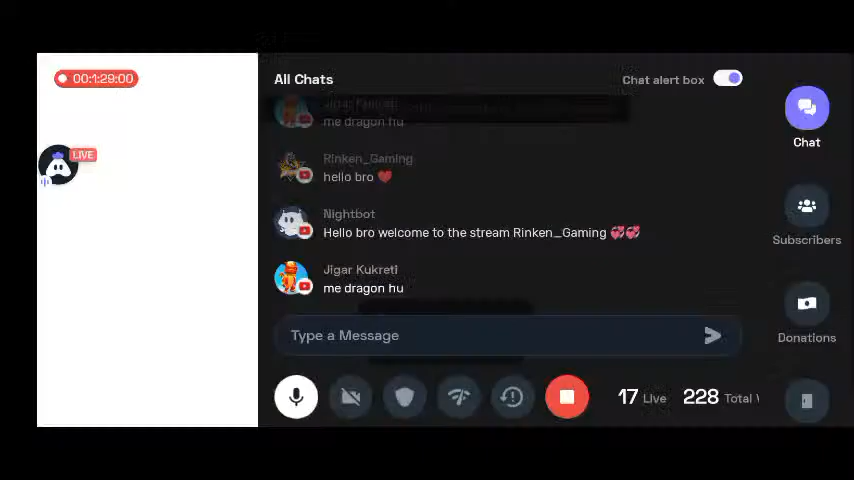 00:1:29:00
All Chats
Chat alert box
me dragon hu
Chat
Rinken_Gaming
hello bro ❤️
LIVE
Nightbot
Hello bro welcome to the stream Rinken_Gaming 💞💞
Subscribers
Jigar Kukreti
me dragon hu
Type a Message
Donations
17 Live 228 Total